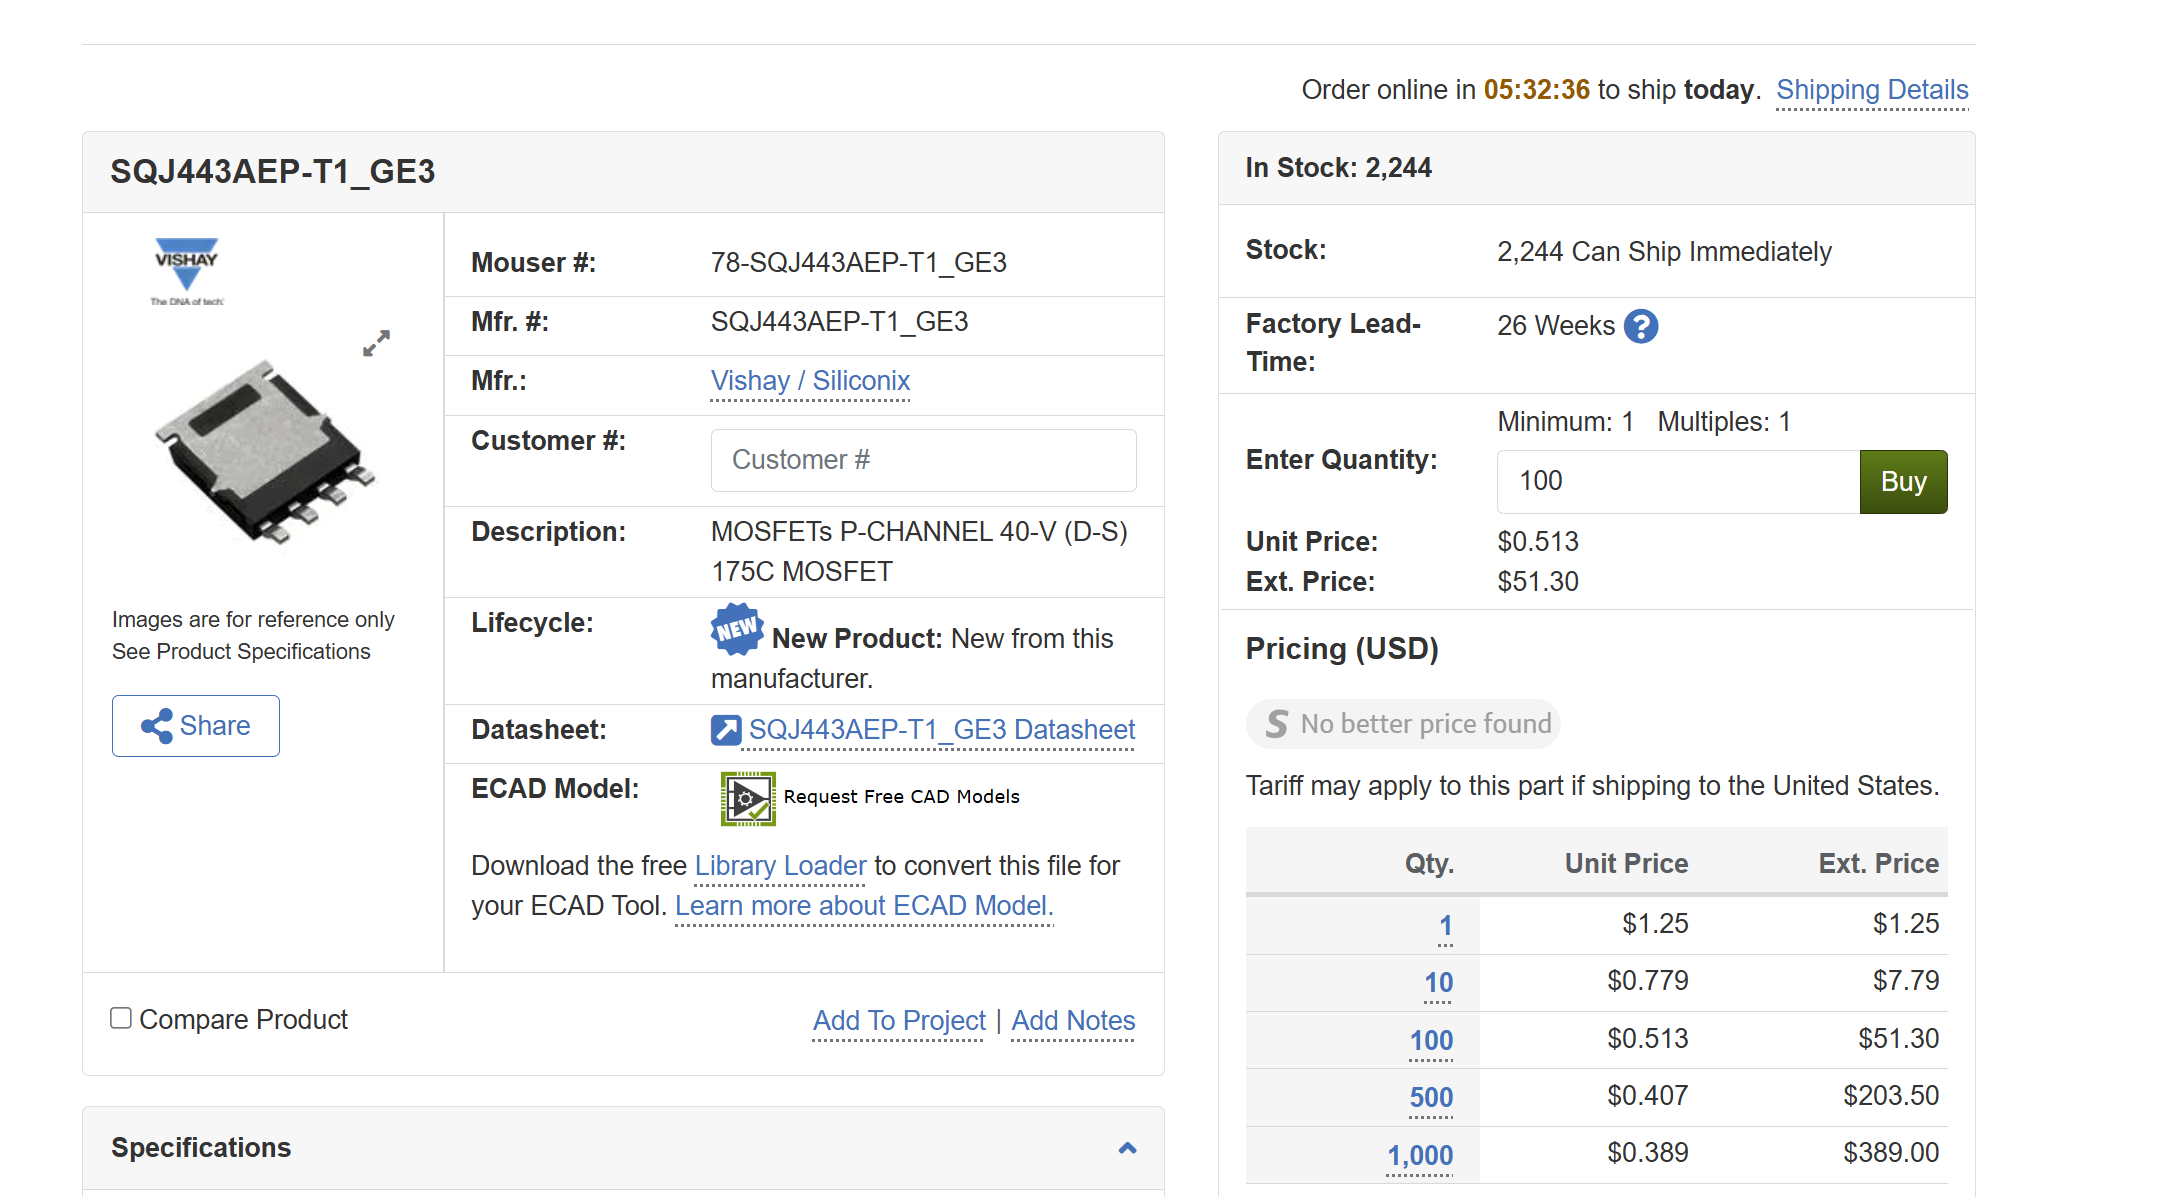 Order online in 05:32:36 to ship today. Shipping Details
SQJ443AEP-T1_GE3
VISHAY
The DNA of tech
Images are for reference only
See Product Specifications
Share
Mouser #: 78-SQJ443AEP-T1_GE3
Mfr. #: SQJ443AEP-T1_GE3
Mfr.: Vishay / Siliconix
Customer #: Customer #
Description: MOSFETs P-CHANNEL 40-V (D-S)
175C MOSFET
Lifecycle: NEW New Product: New from this
manufacturer.
Datasheet: SQJ443AEP-T1_GE3 Datasheet
ECAD Model: Request Free CAD Models
Download the free Library Loader to convert this file for
your ECAD Tool. Learn more about ECAD Model.
Compare Product Add To Project | Add Notes
Specifications
In Stock: 2,244
Stock: 2,244 Can Ship Immediately
Factory Lead- 26 Weeks ?
Time:
Minimum: 1 Multiples: 1
Enter Quantity: 100 Buy
Unit Price: $0.513
Ext. Price: $51.30
Pricing (USD)
S No better price found
Tariff may apply to this part if shipping to the United States.
Qty. Unit Price Ext. Price
1 $1.25 $1.25
10 $0.779 $7.79
100 $0.513 $51.30
500 $0.407 $203.50
1,000 $0.389 $389.00